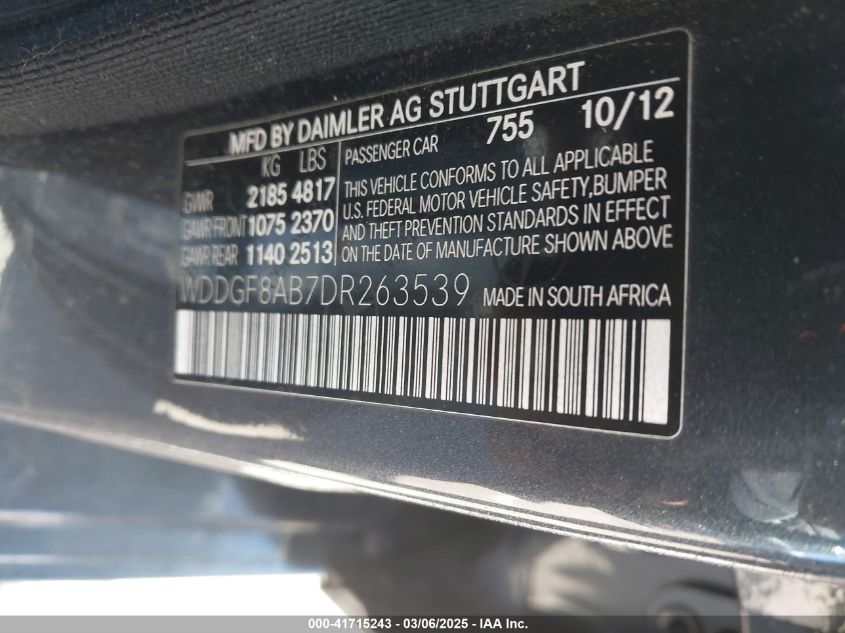 MFD BY DAIMLER AG STUTTGART
KG LBS
GVWR 2185 4817
GAWR FRONT 1075 2370
GAWR REAR 1140 2513
PASSENGER CAR 755 10/12
THIS VEHICLE CONFORMS TO ALL APPLICABLE
U.S. FEDERAL MOTOR VEHICLE SAFETY, BUMPER
AND THEFT PREVENTION STANDARDS IN EFFECT
ON THE DATE OF MANUFACTURE SHOWN ABOVE
WDDGF8AB7DR263539 MADE IN SOUTH AFRICA
000-41715243 - 03/06/2025 - IAA Inc.